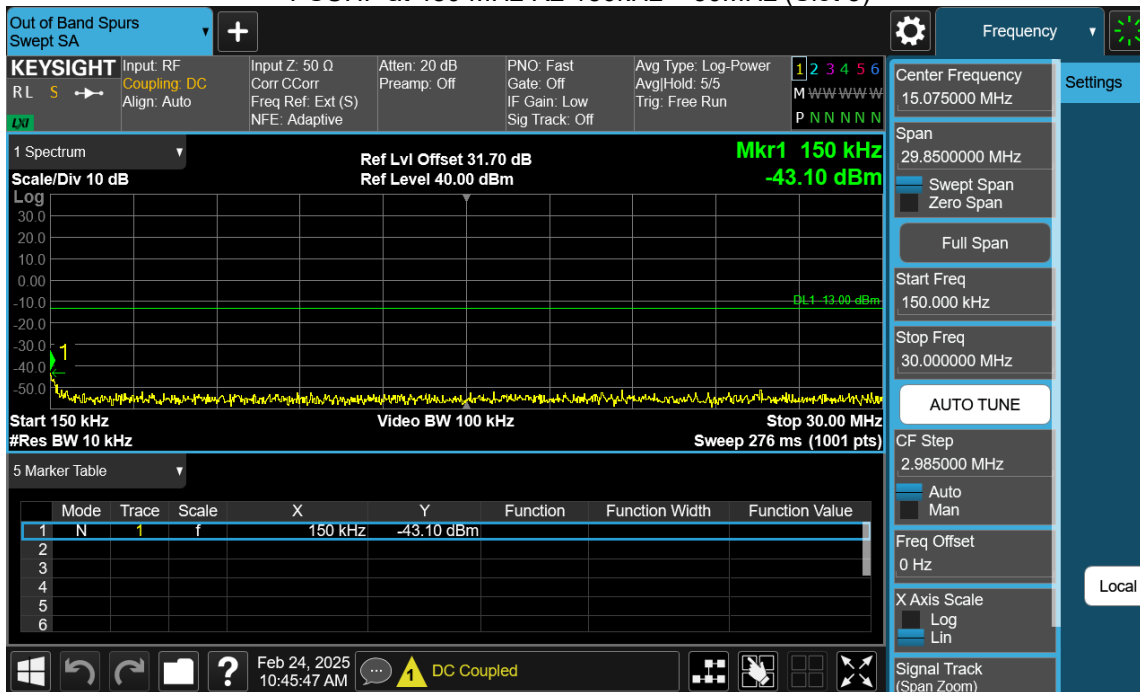 Out of Band Spurs
Swept SA
Frequency
KEYSIGHT
RL S
LXI
Input: RF
Coupling: DC
Align: Auto
Input Z: 50 Ω
Corr CCorr
Freq Ref: Ext (S)
NFE: Adaptive
Atten: 20 dB
Preamp: Off
PNO: Fast
Gate: Off
IF Gain: Low
Sig Track: Off
Avg Type: Log-Power
Avg|Hold: 5/5
Trig: Free Run
1 2 3 4 5 6
M W W W W W
P N N N N N
1 Spectrum
Scale/Div 10 dB
Ref Lvl Offset 31.70 dB
Ref Level 40.00 dBm
Mkr1 150 kHz
-43.10 dBm
Log
30.0
20.0
10.0
0.00
-10.0
-20.0
-30.0
-40.0
-50.0
1
DL1 -13.00 dBm
Start 150 kHz
Video BW 100 kHz
Stop 30.00 MHz
#Res BW 10 kHz
Sweep 276 ms (1001 pts)
5 Marker Table
Mode Trace Scale X Y Function Function Width Function Value
1 N 1 f 150 kHz -43.10 dBm
2
3
4
5
6
Feb 24, 2025
10:45:47 AM
1
DC Coupled
Center Frequency
15.075000 MHz
Span
29.8500000 MHz
Swept Span
Zero Span
Full Span
Start Freq
150.000 kHz
Stop Freq
30.000000 MHz
AUTO TUNE
CF Step
2.985000 MHz
Auto
Man
Freq Offset
0 Hz
X Axis Scale
Log
Lin
Signal Track
(Span Zoom)
Settings
Local